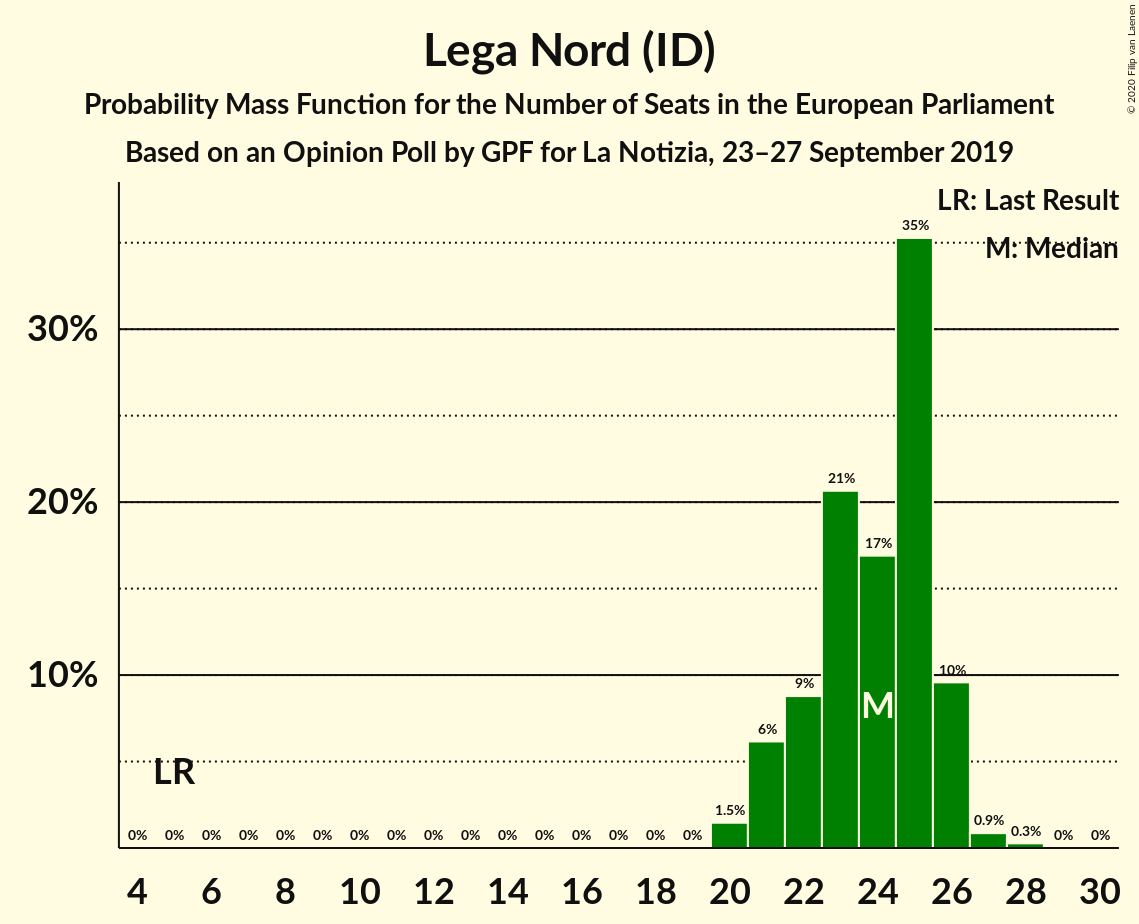 Lega Nord (ID)
Probability Mass Function for the Number of Seats in the European Parliament
Based on an Opinion Poll by GPF for La Notizia, 23–27 September 2019
© 2020 Filip van Laenen
LR: Last Result
M: Median
35%
30%
21%
20%
17%
10%
10%
9%
M
6%
LR
1.5%
0.9%
0.3%
0% 0% 0% 0% 0% 0% 0% 0% 0% 0% 0% 0% 0% 0% 0% 0% 0% 0%
4 6 8 10 12 14 16 18 20 22 24 26 28 30